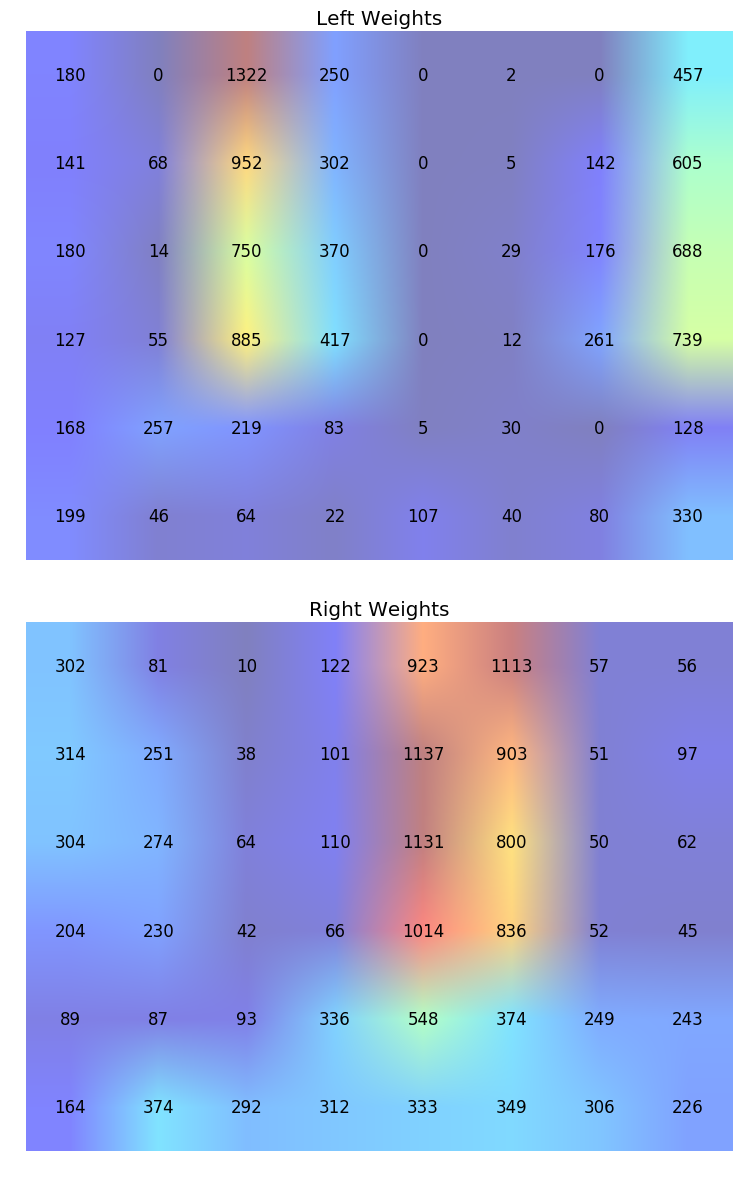 Left Weights
180 0 1322 250 0 2 0 457
141 68 952 302 0 5 142 605
180 14 750 370 0 29 176 688
127 55 885 417 0 12 261 739
168 257 219 83 5 30 0 128
199 46 64 22 107 40 80 330
Right Weights
302 81 10 122 923 1113 57 56
314 251 38 101 1137 903 51 97
304 274 64 110 1131 800 50 62
204 230 42 66 1014 836 52 45
89 87 93 336 548 374 249 243
164 374 292 312 333 349 306 226